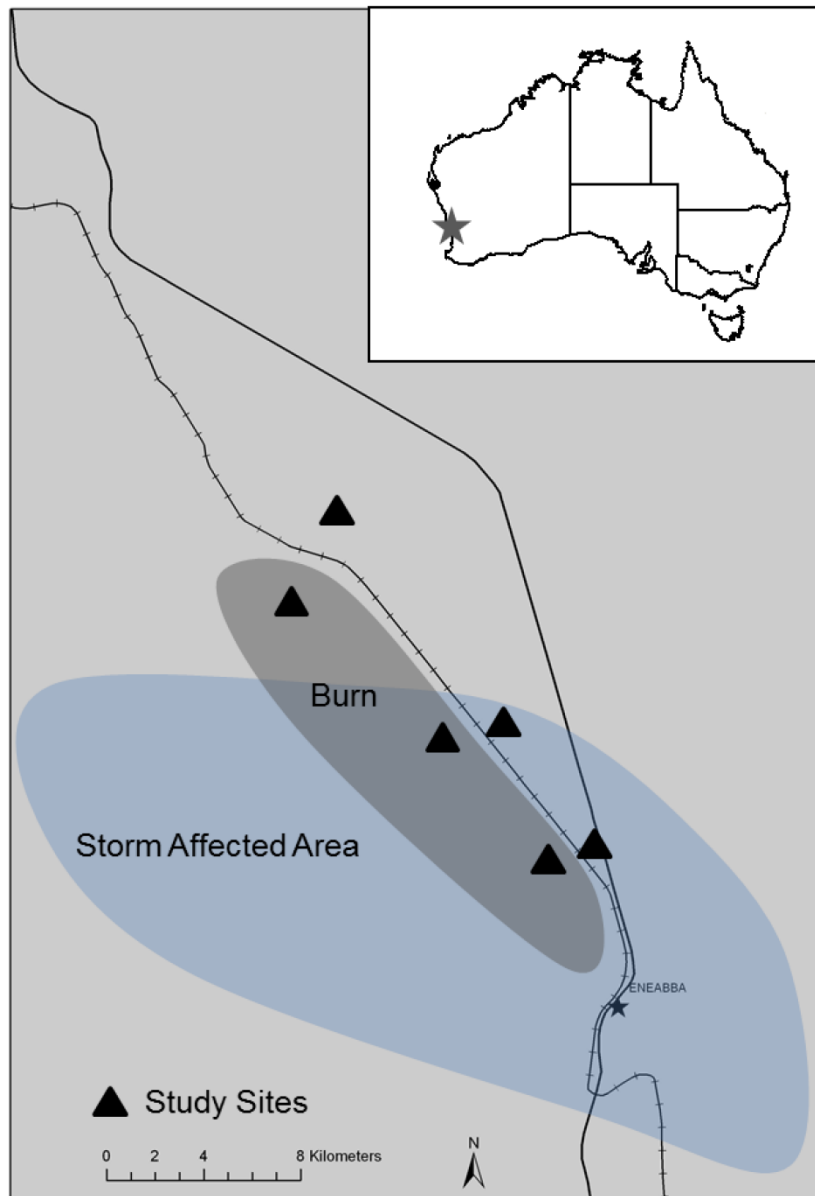 Burn
Storm Affected Area
ENEABBA
Study Sites
N
0 2 4 8 Kilometers